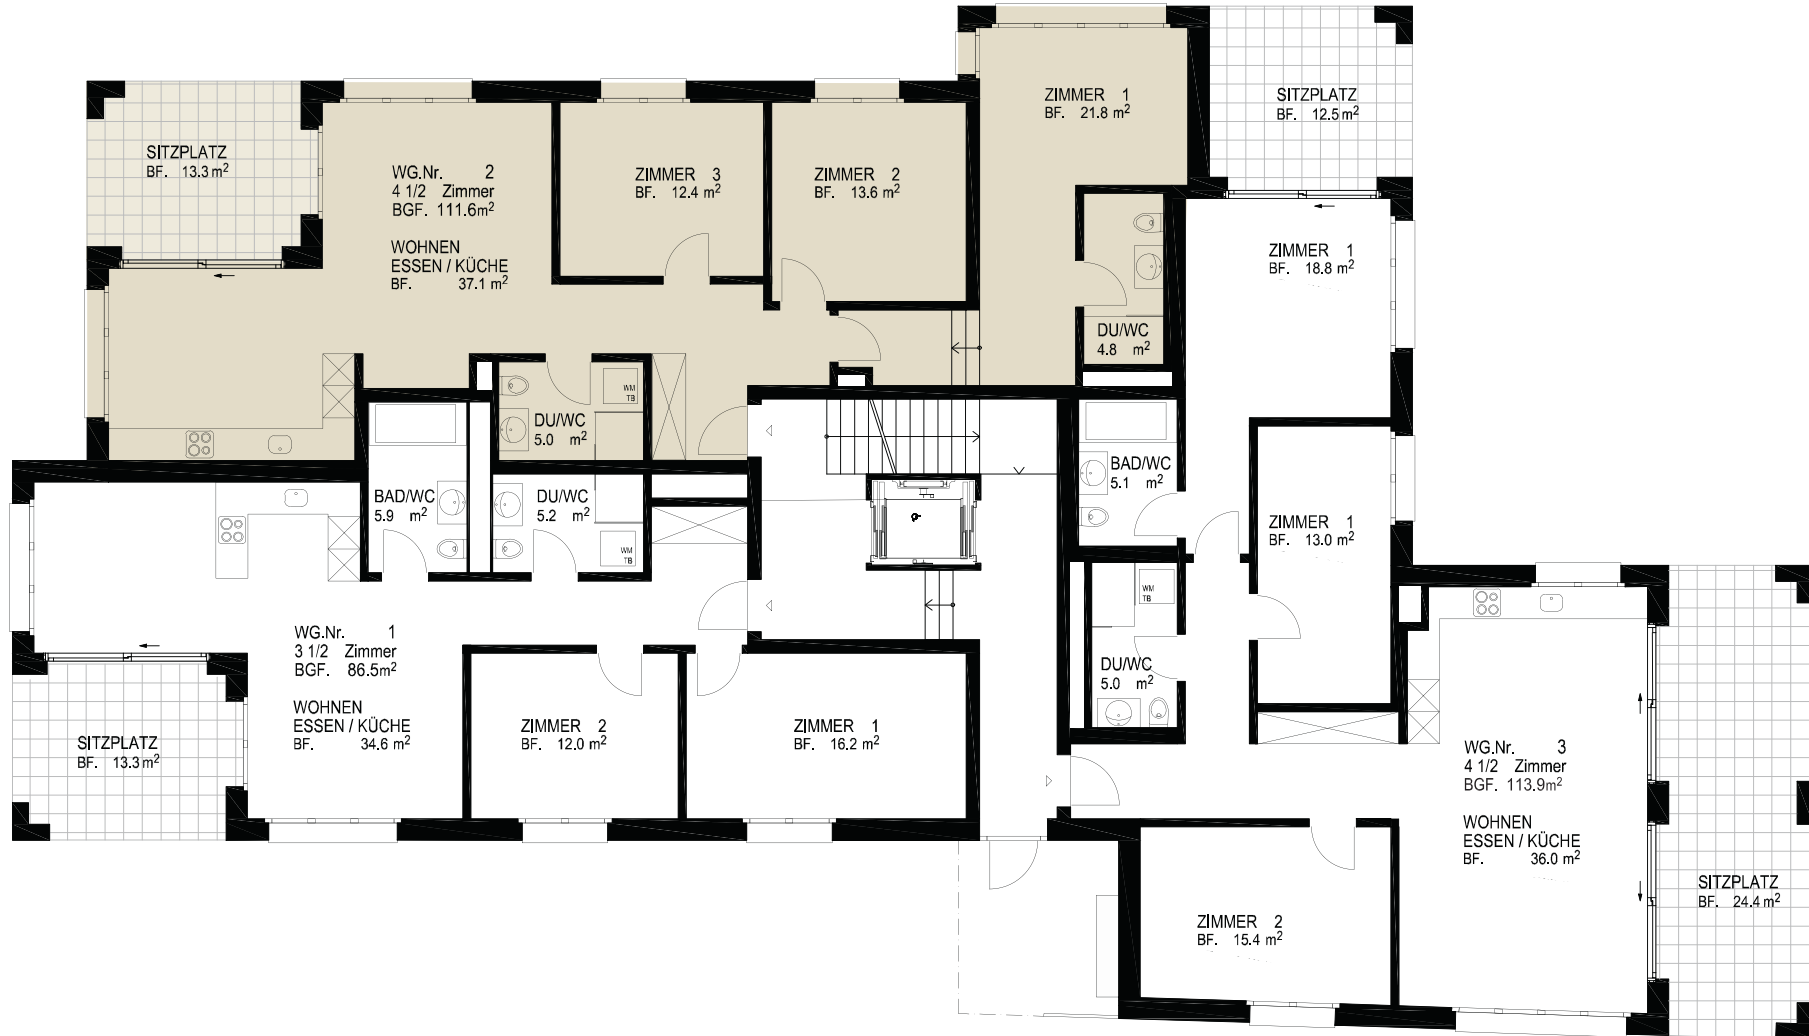 ZIMMER 1
BF. 21.8 m²
SITZPLATZ
BF. 12.5 m²
SITZPLATZ
BF. 13.3 m²
WG.Nr. 2
4 1/2 Zimmer
BGF. 111.6m²
WOHNEN
ESSEN / KÜCHE
BF. 37.1 m²
ZIMMER 3
BF. 12.4 m²
ZIMMER 2
BF. 13.6 m²
ZIMMER 1
BF. 18.8 m²
DU/WC
4.8 m²
WM
TB
DU/WC
5.0 m²
BAD/WC
5.9 m²
DU/WC
5.2 m²
WM
TB
BAD/WC
5.1 m²
ZIMMER 1
BF. 13.0 m²
WM
TB
DU/WC
5.0 m²
WG.Nr. 1
3 1/2 Zimmer
BGF. 86.5m²
WOHNEN
ESSEN / KÜCHE
BF. 34.6 m²
SITZPLATZ
BF. 13.3 m²
ZIMMER 2
BF. 12.0 m²
ZIMMER 1
BF. 16.2 m²
WG.Nr. 3
4 1/2 Zimmer
BGF. 113.9m²
WOHNEN
ESSEN / KÜCHE
BF. 36.0 m²
SITZPLATZ
BF. 24.4 m²
ZIMMER 2
BF. 15.4 m²